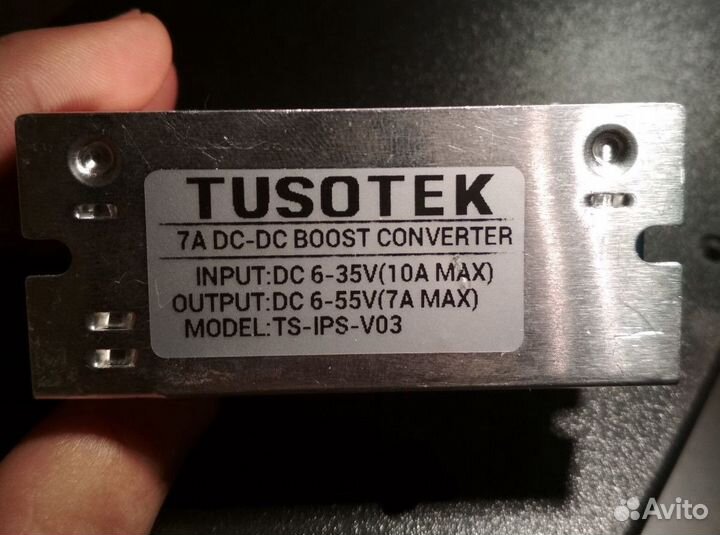 TUSOTEK
7A DC-DC BOOST CONVERTER
INPUT:DC 6-35V(10A MAX)
OUTPUT:DC 6-55V(7A MAX)
MODEL:TS-IPS-V03
Avito